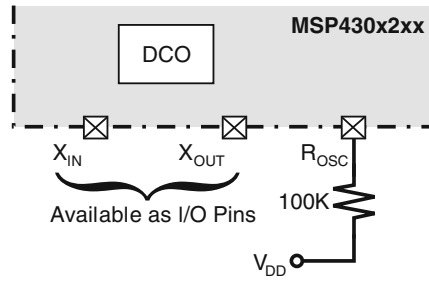 MSP430x2xx
DCO
X_IN X_OUT R_OSC
100K
Available as I/O Pins
V_DD